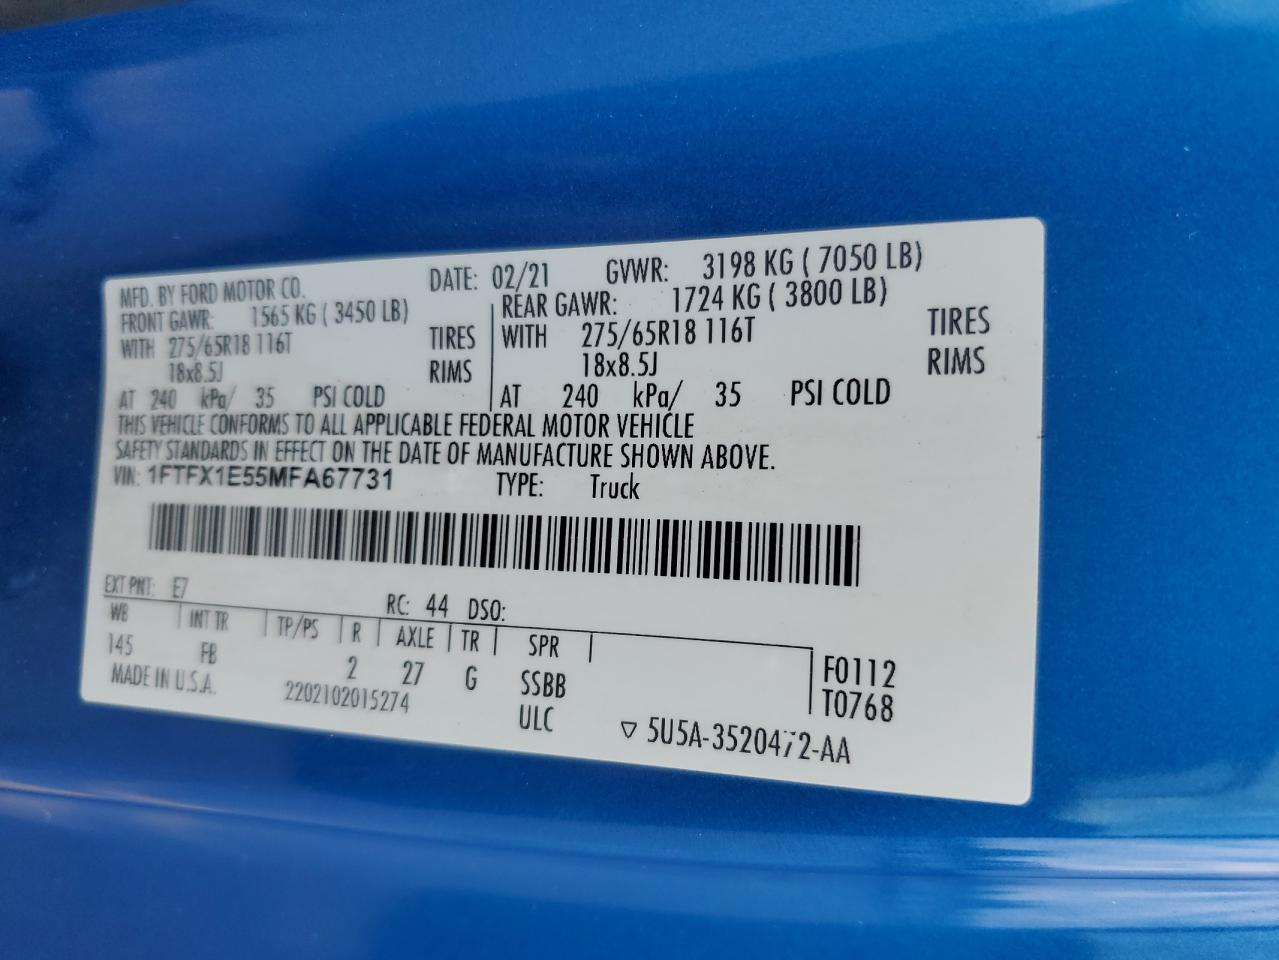 MFD. BY FORD MOTOR CO. DATE: 02/21 GVWR: 3198 KG ( 7050 LB)
FRONT GAWR: 1565 KG ( 3450 LB) REAR GAWR: 1724 KG ( 3800 LB)
WITH 275/65R18 116T TIRES WITH 275/65R18 116T TIRES
18x8.5J RIMS 18x8.5J RIMS
AT 240 kPa/ 35 PSI COLD AT 240 kPa/ 35 PSI COLD
THIS VEHICLE CONFORMS TO ALL APPLICABLE FEDERAL MOTOR VEHICLE
SAFETY STANDARDS IN EFFECT ON THE DATE OF MANUFACTURE SHOWN ABOVE.
VIN: 1FTFX1E55MFA67731 TYPE: Truck
EXT PNT: E7 RC: 44 DSO:
WB INT TR TP/PS R AXLE TR SPR
145 FB 2 27 G SSBB F0112
MADE IN U.S.A. 2202102015274 ULC T0768
▽ 5U5A-3520472-AA